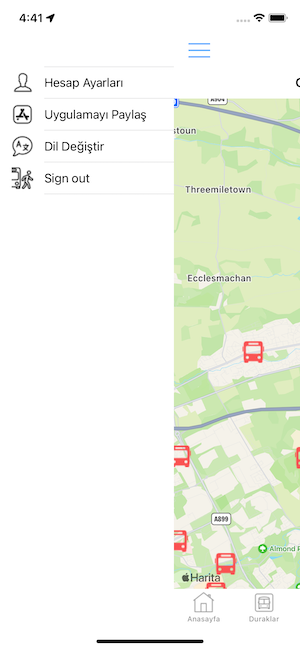 4:41
Hesap Ayarları
Uygulamayı Paylaş
Dil Değiştir
Sign out
A904
stoun
Threemiletown
Ecclesmachan
A899
Almond
Harita
Anasayfa
Duraklar